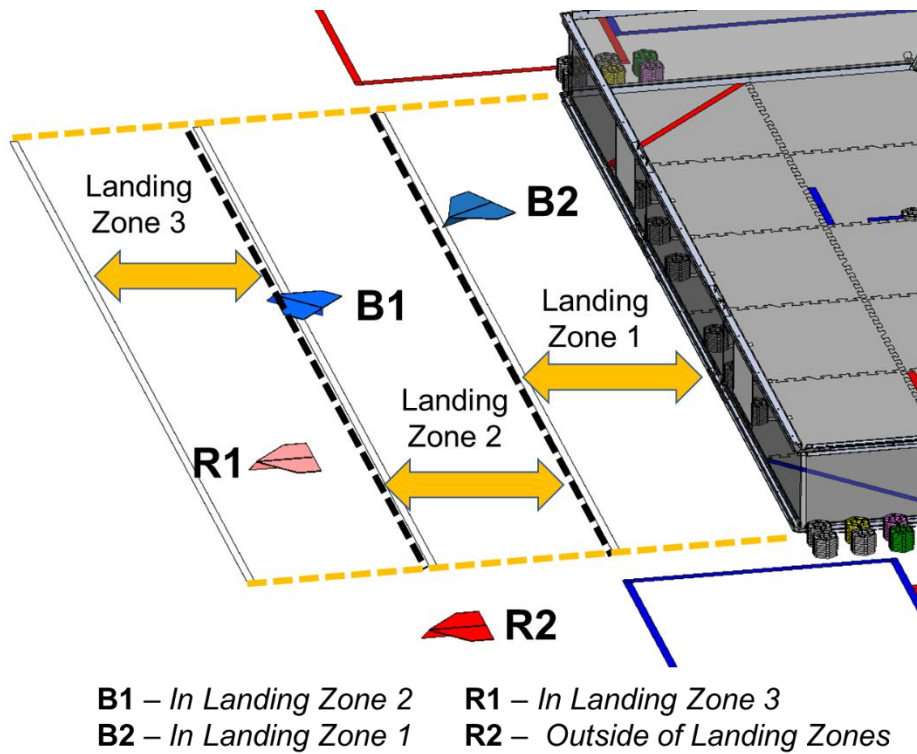 Landing
Zone 3
B2
B1
Landing
Zone 1
Landing
Zone 2
R1
R2
B1 – In Landing Zone 2 R1 – In Landing Zone 3
B2 – In Landing Zone 1 R2 – Outside of Landing Zones